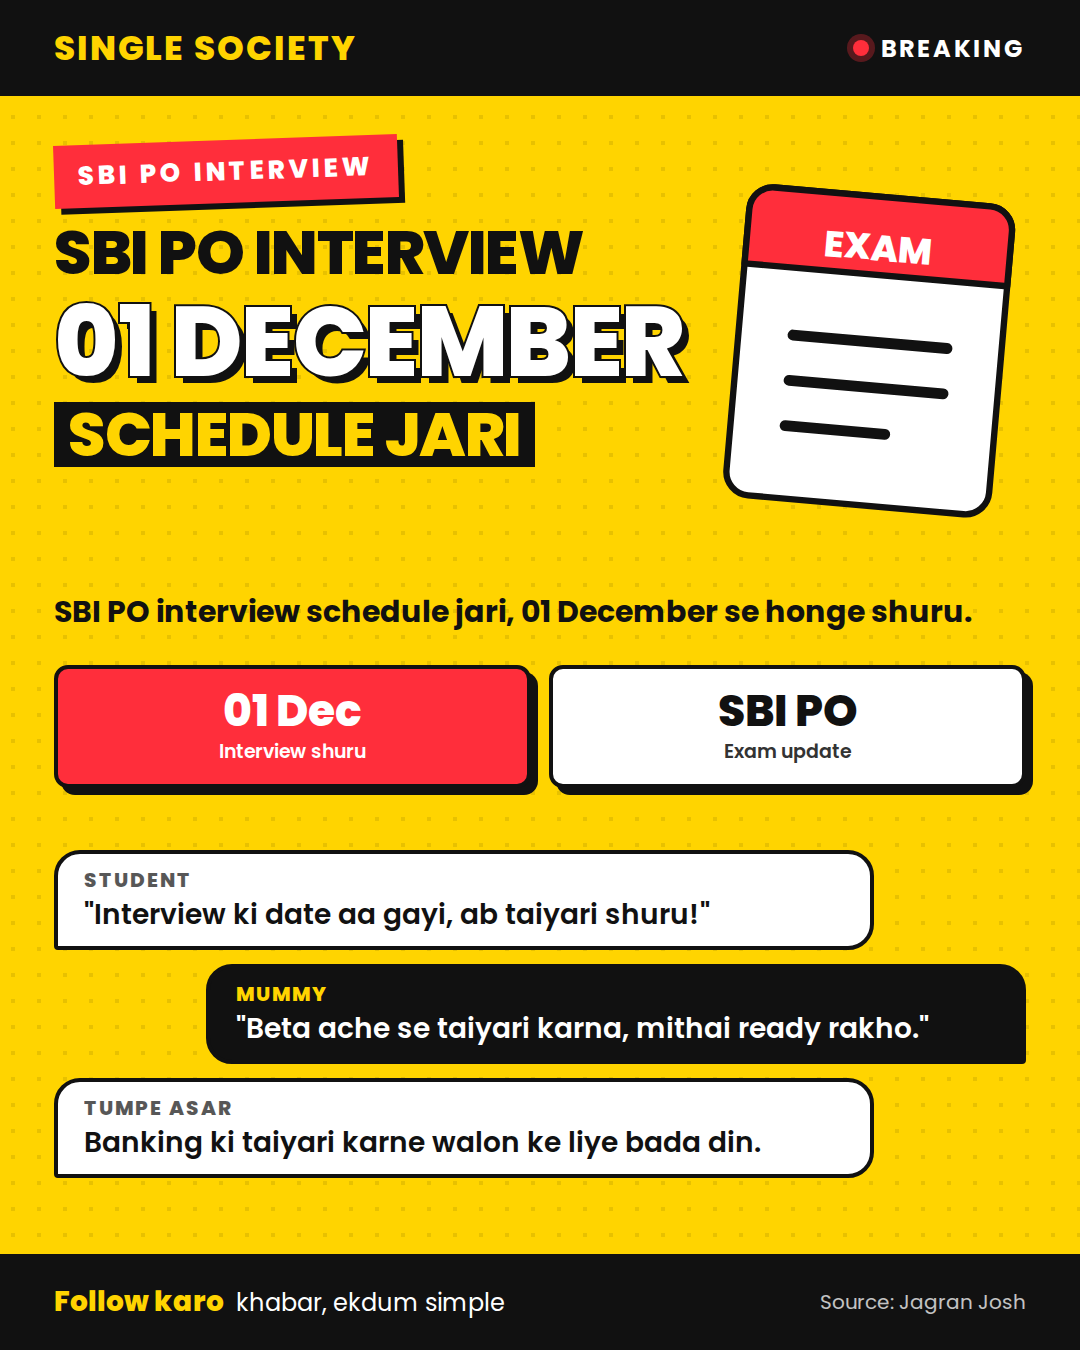 SINGLE SOCIETY
BREAKING
SBI PO INTERVIEW
SBI PO INTERVIEW
01 DECEMBER
SCHEDULE JARI
EXAM
SBI PO interview schedule jari, 01 December se honge shuru.
01 Dec
Interview shuru
SBI PO
Exam update
STUDENT
"Interview ki date aa gayi, ab taiyari shuru!"
MUMMY
"Beta ache se taiyari karna, mithai ready rakho."
TUMPE ASAR
Banking ki taiyari karne walon ke liye bada din.
Follow karo khabar, ekdum simple
Source: Jagran Josh